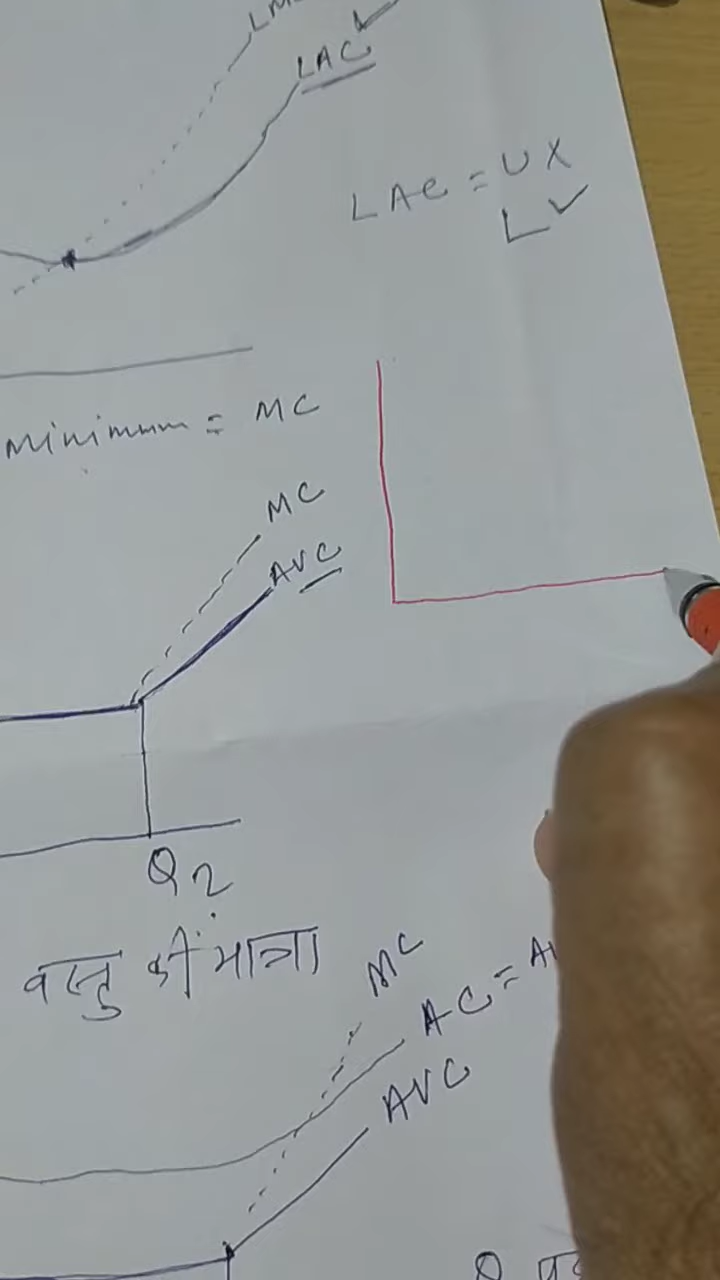 LAC
LAC = U X
L ✓
minimum = MC
MC
AVC
Q2
वस्तु की मात्रा
MC
AC =
AVC
Q